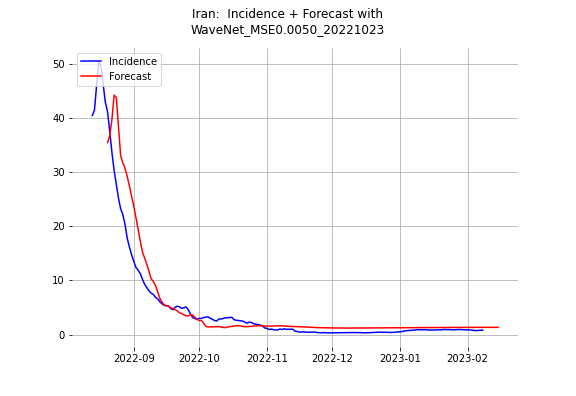 Iran:  Incidence + Forecast with
WaveNet_MSE0.0050_20221023
Incidence
Forecast
50
40
30
20
10
0
2022-09 2022-10 2022-11 2022-12 2023-01 2023-02